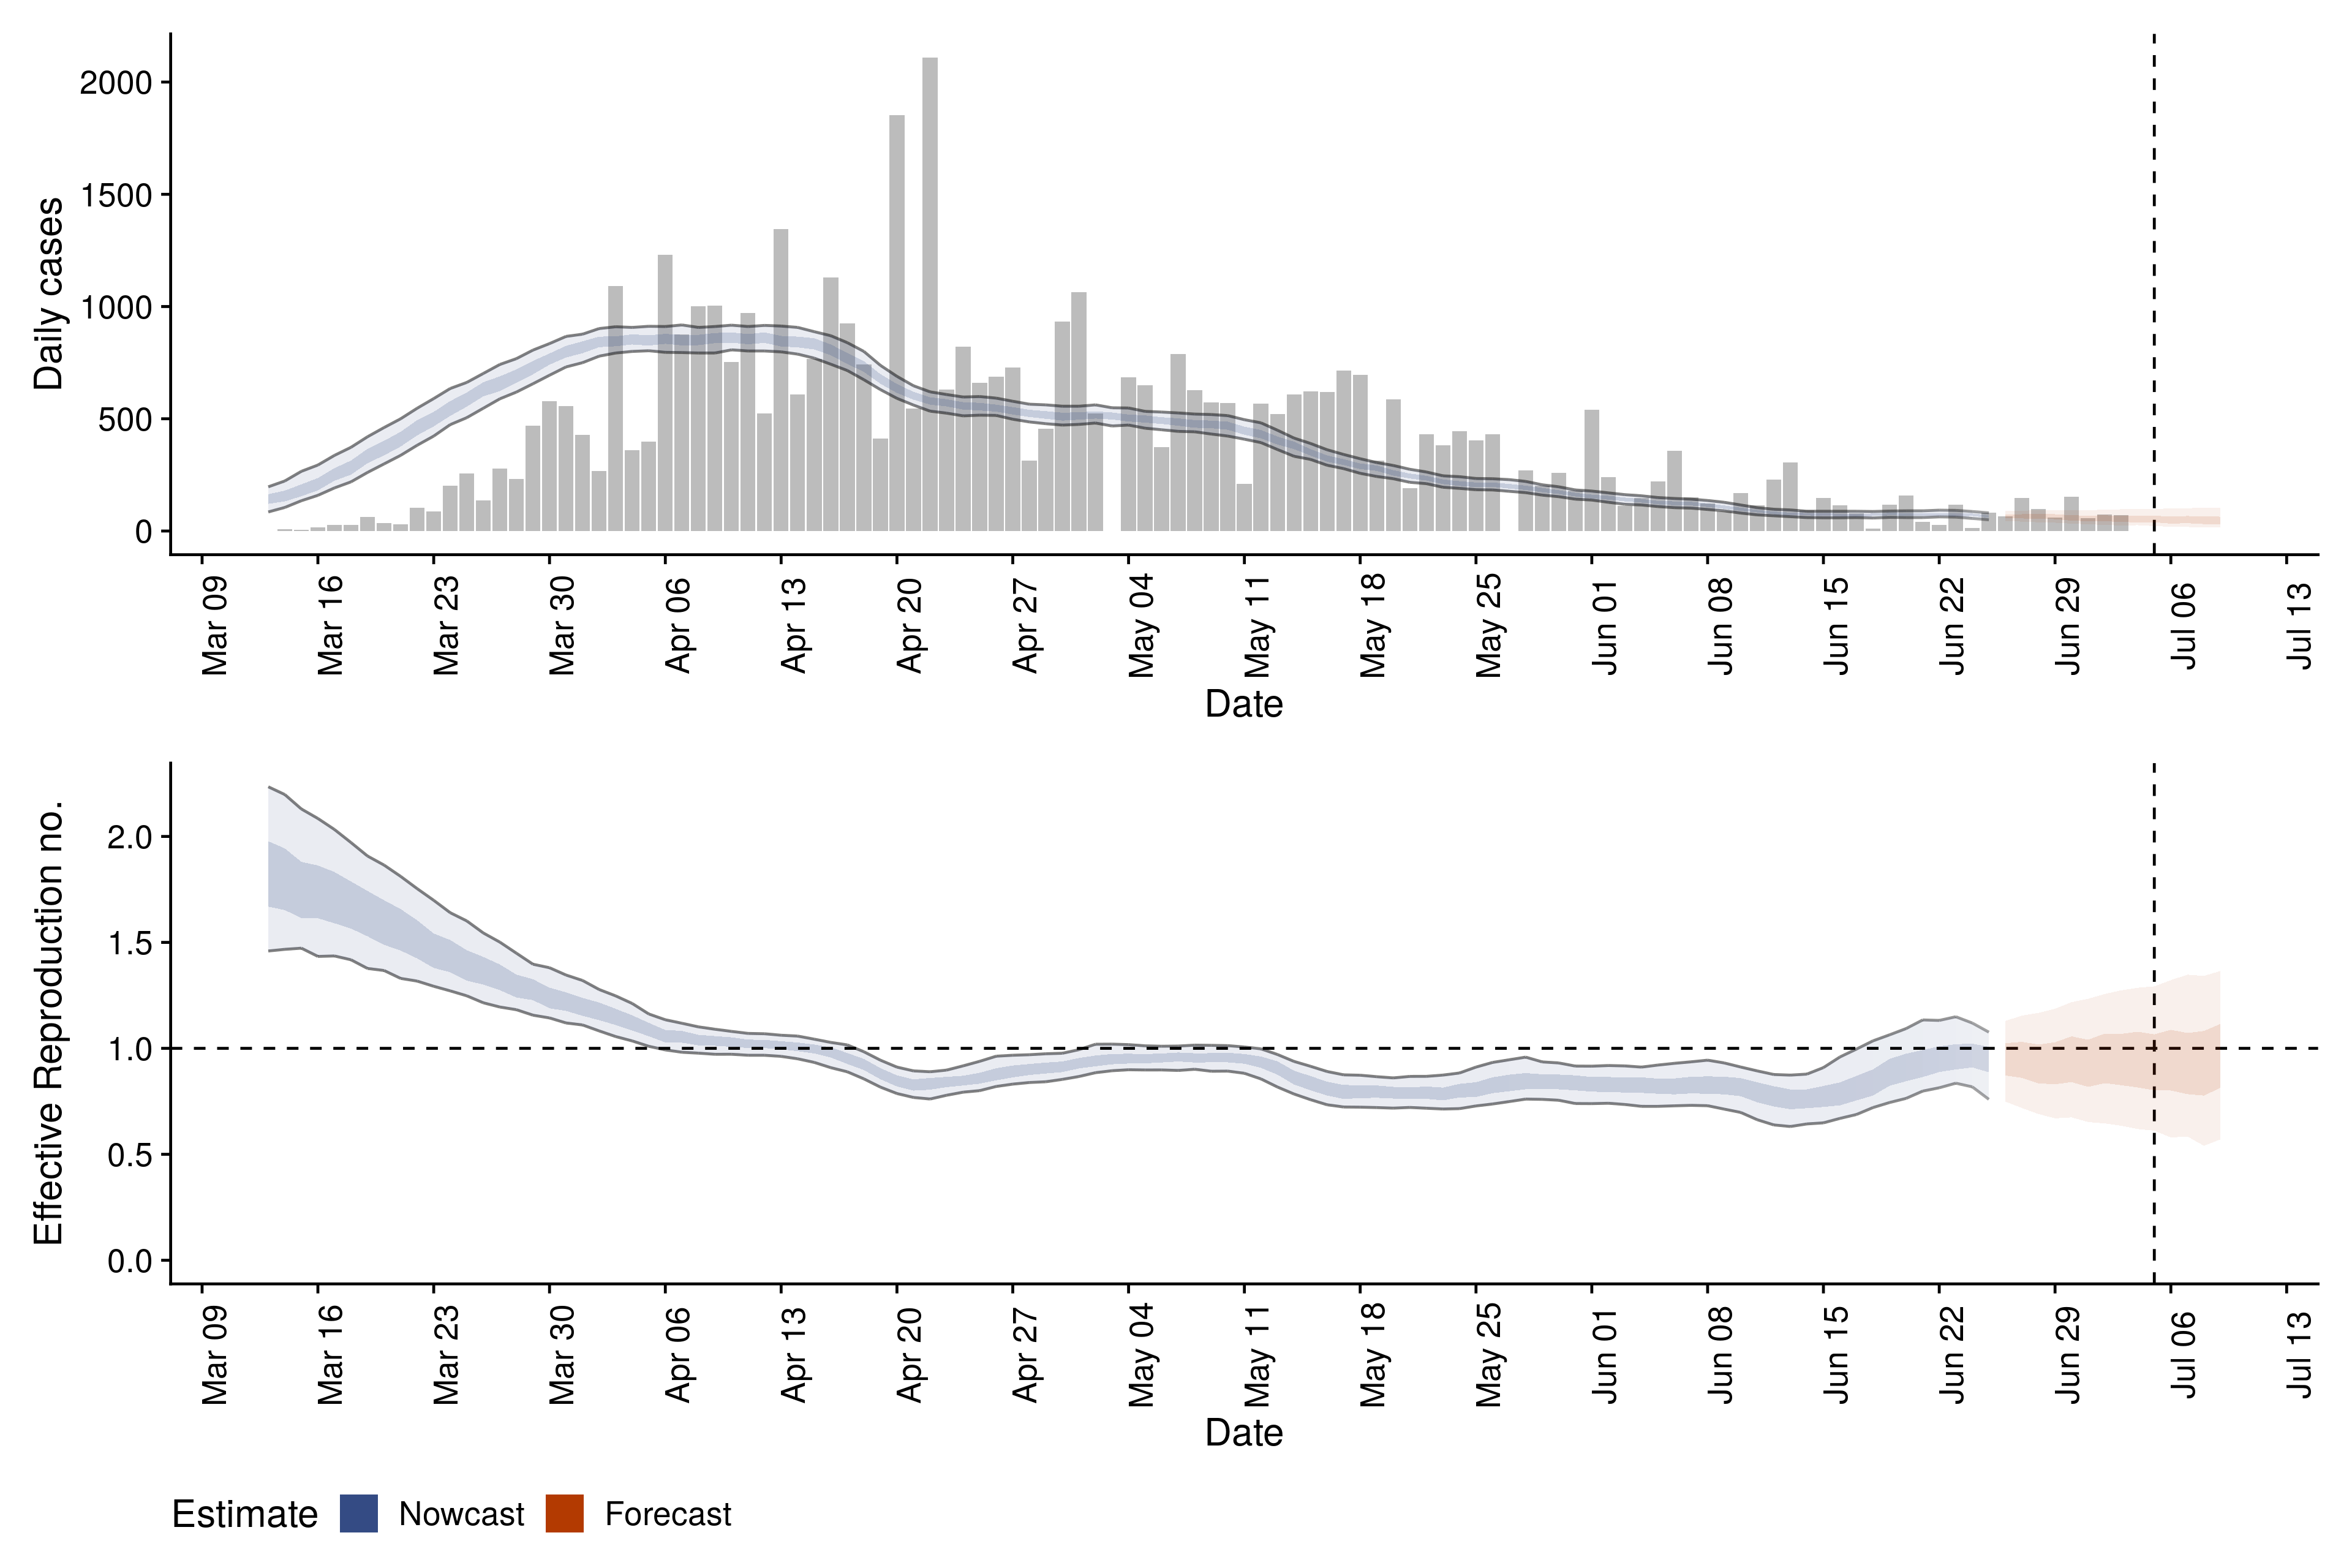 Daily cases
2000
1500
1000
500
0
Mar 09
Mar 16
Mar 23
Mar 30
Apr 06
Apr 13
Apr 20
Apr 27
May 04
May 11
May 18
May 25
Jun 01
Jun 08
Jun 15
Jun 22
Jun 29
Jul 06
Jul 13
Date
Effective Reproduction no.
2.0
1.5
1.0
0.5
0.0
Mar 09
Mar 16
Mar 23
Mar 30
Apr 06
Apr 13
Apr 20
Apr 27
May 04
May 11
May 18
May 25
Jun 01
Jun 08
Jun 15
Jun 22
Jun 29
Jul 06
Jul 13
Date
Estimate Nowcast Forecast